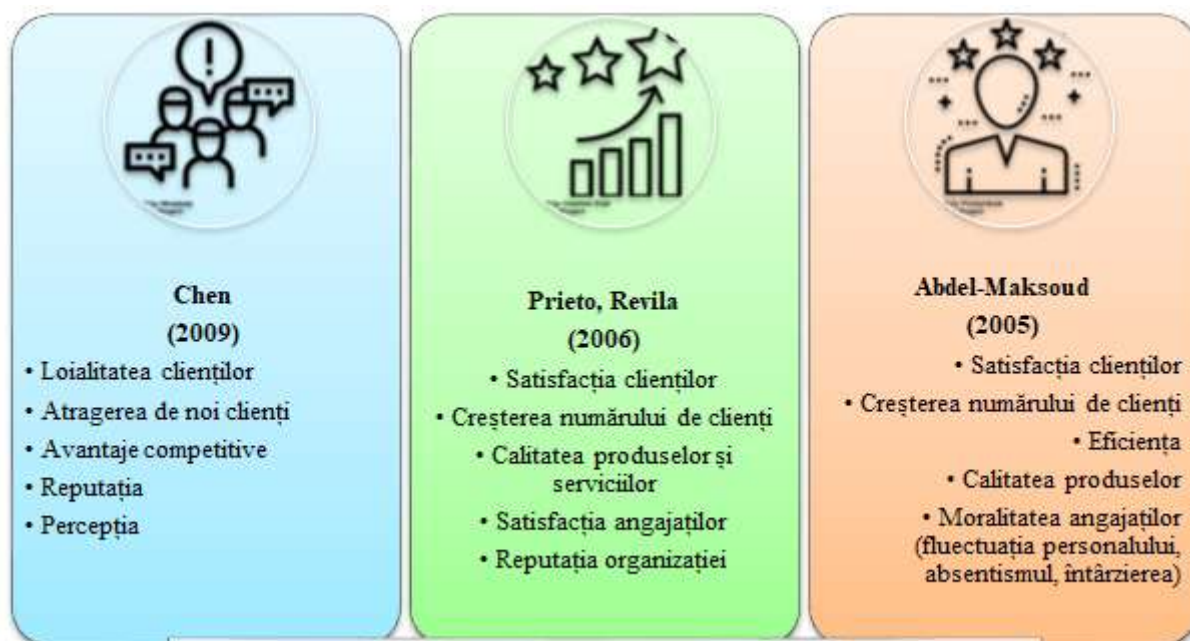 Chen
(2009)
• Loialitatea clienților
• Atragerea de noi clienți
• Avantaje competitive
• Reputația
• Percepția
Prieto, Revila
(2006)
• Satisfacția clienților
• Creșterea numărului de clienți
• Calitatea produselor și
serviciilor
• Satisfacția angajaților
• Reputația organizației
Abdel-Maksoud
(2005)
• Satisfacția clienților
• Creșterea numărului de clienți
• Eficiența
• Calitatea produselor
• Moralitatea angajaților
(fluectuația personalului,
absentismul, întârzierea)